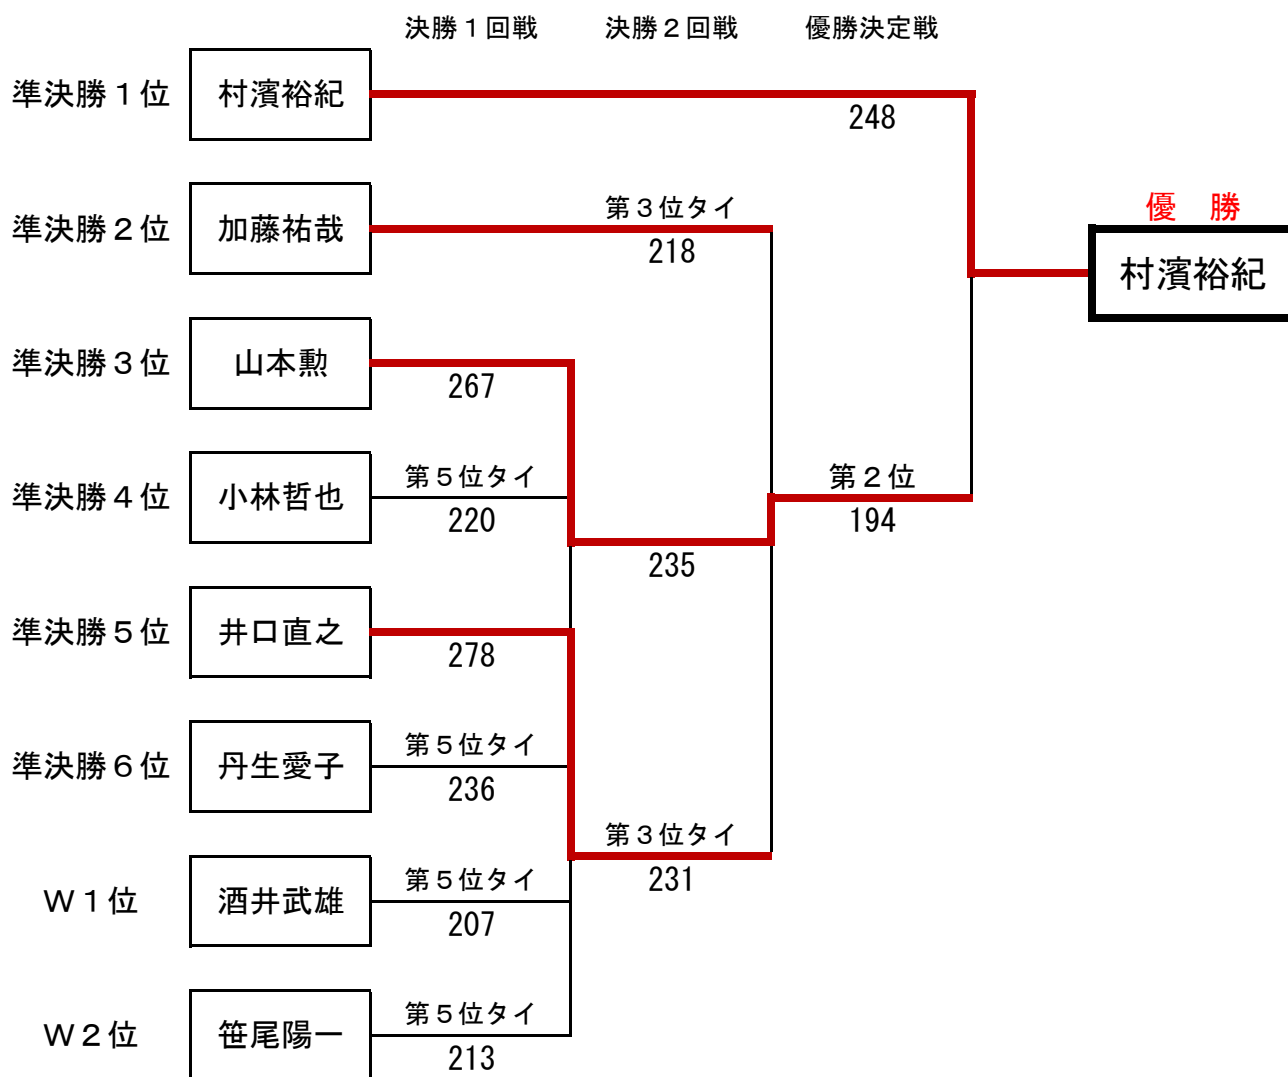 決勝１回戦 決勝２回戦 優勝決定戦
準決勝１位 村濱裕紀
248
優 勝
村濱裕紀
準決勝２位 加藤祐哉 第３位タイ
218
準決勝３位 山本勲
267
準決勝４位 小林哲也 第５位タイ
220
第２位
194
235
準決勝５位 井口直之
278
準決勝６位 丹生愛子 第５位タイ
236
第３位タイ
231
Ｗ１位 酒井武雄 第５位タイ
207
Ｗ２位 笹尾陽一 第５位タイ
213